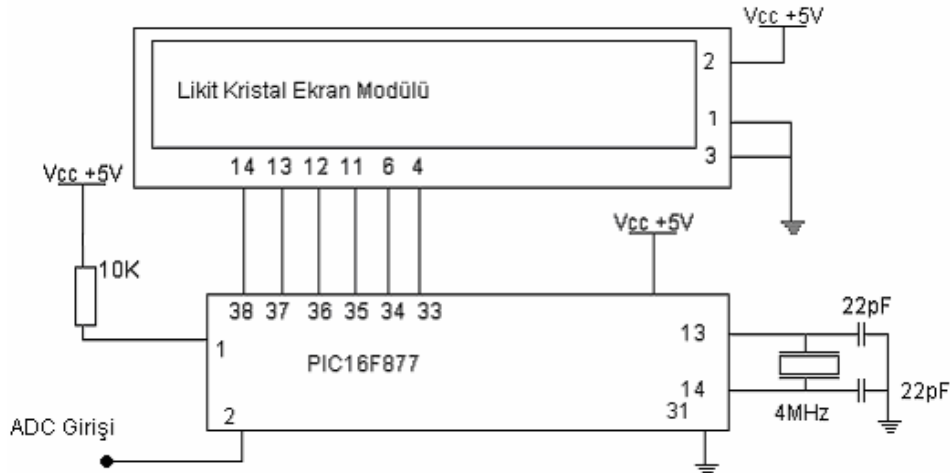 Vcc +5V
2
Likit Kristal Ekran Modülü
1
3
14 13 12 11 6 4
Vcc +5V
Vcc +5V
10K
38 37 36 35 34 33
22pF
13
1
PIC16F877
14
22pF
2
31
4MHz
ADC Girişi